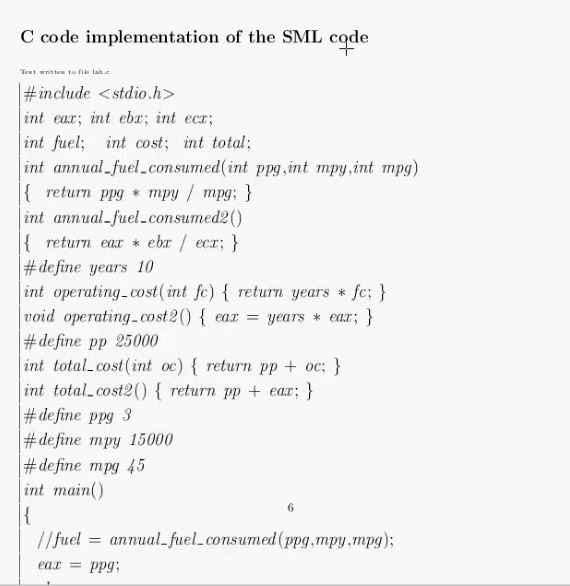 C code implementation of the SML code
Text written to file lab.c
#include <stdio.h>
int eax; int ebx; int ecx;
int fuel; int cost; int total;
int annual_fuel_consumed(int ppg,int mpy,int mpg)
{ return ppg * mpy / mpg; }
int annual_fuel_consumed2()
{ return eax * ebx / ecx; }
#define years 10
int operating_cost(int fc) { return years * fc; }
void operating_cost2() { eax = years * eax; }
#define pp 25000
int total_cost(int oc) { return pp + oc; }
int total_cost2() { return pp + eax; }
#define ppg 3
#define mpy 15000
#define mpg 45
int main()
6
{
//fuel = annual_fuel_consumed(ppg,mpy,mpg);
eax = ppg;